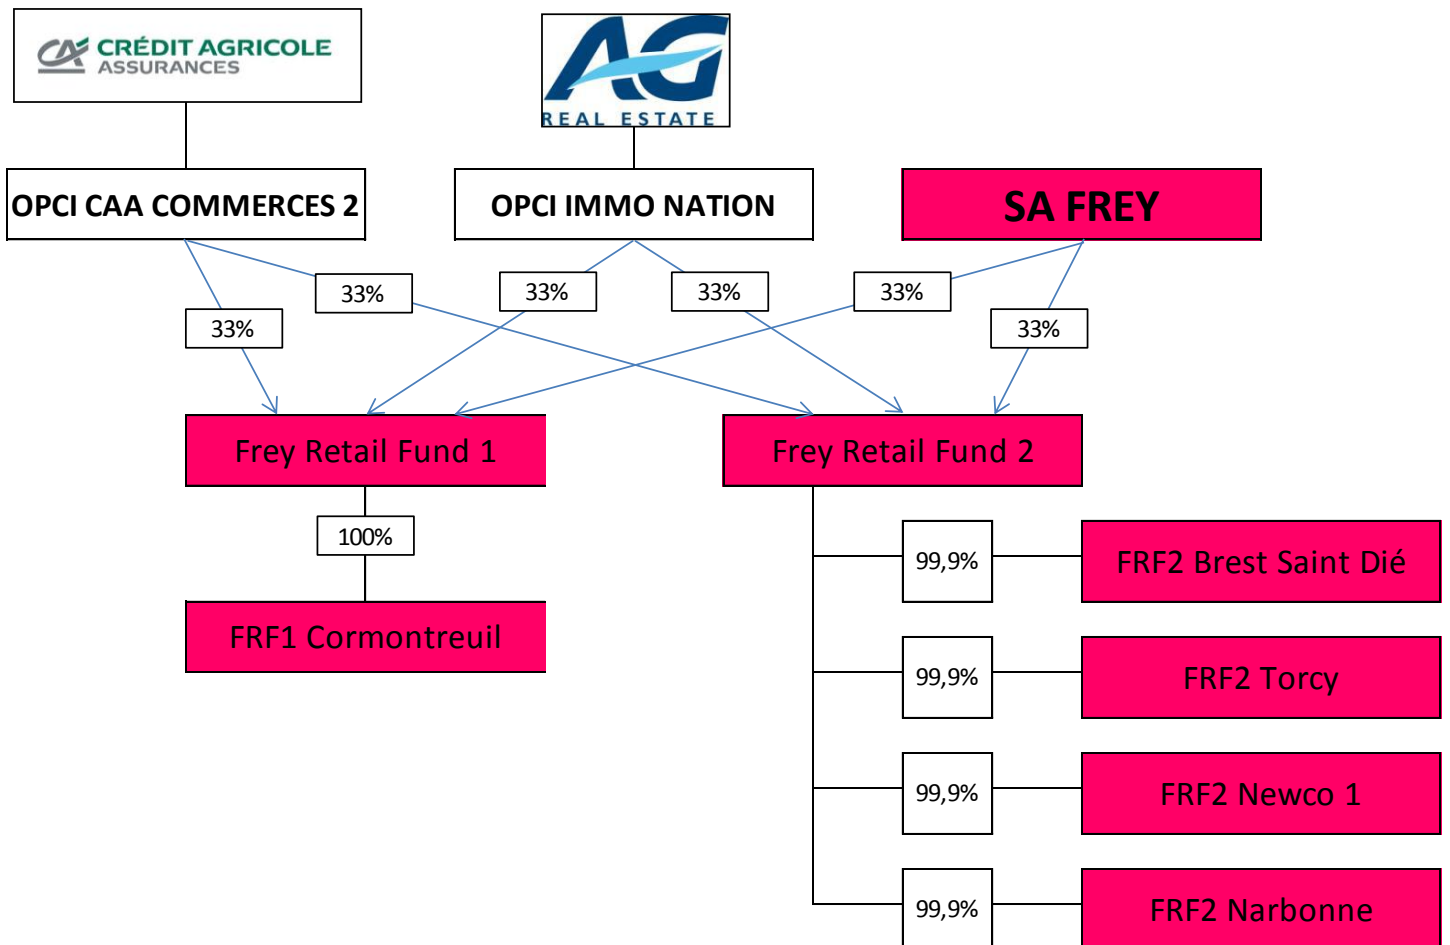 CA CRÉDIT AGRICOLE
ASSURANCES
AG
REAL ESTATE
OPCI CAA COMMERCES 2
OPCI IMMO NATION
SA FREY
33%
33%
33%
33%
33%
33%
Frey Retail Fund 1
Frey Retail Fund 2
100%
99,9%
FRF2 Brest Saint Dié
FRF1 Cormontreuil
99,9%
FRF2 Torcy
99,9%
FRF2 Newco 1
99,9%
FRF2 Narbonne